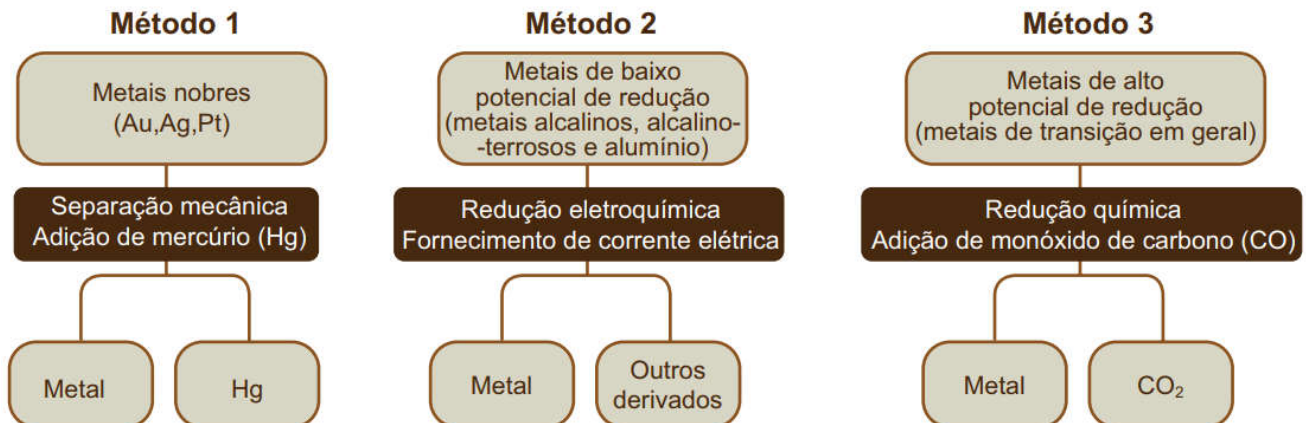 Método 1
Metais nobres
(Au,Ag,Pt)
Separação mecânica
Adição de mercúrio (Hg)
Metal
Hg
Método 2
Metais de baixo
potencial de redução
(metais alcalinos, alcalino-
-terrosos e alumínio)
Redução eletroquímica
Fornecimento de corrente elétrica
Metal
Outros
derivados
Método 3
Metais de alto
potencial de redução
(metais de transição em geral)
Redução química
Adição de monóxido de carbono (CO)
Metal
CO₂